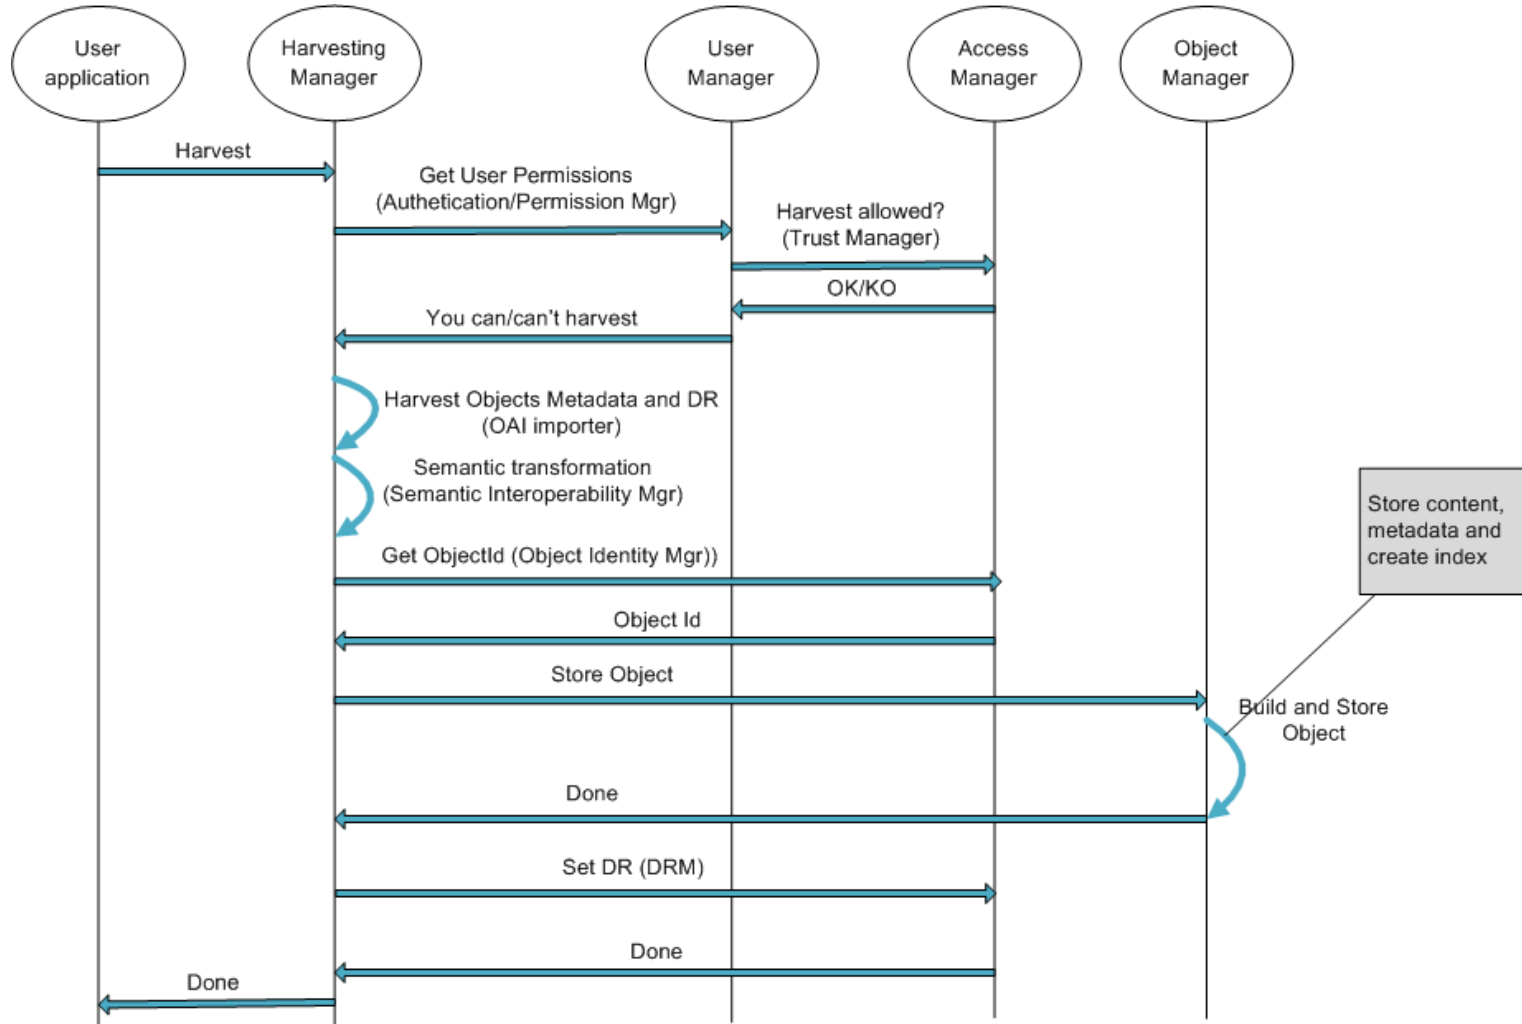 User
application
Harvesting
Manager
User
Manager
Access
Manager
Object
Manager
Harvest
Get User Permissions
(Authetication/Permission Mgr)
Harvest allowed?
(Trust Manager)
OK/KO
You can/can't harvest
Harvest Objects Metadata and DR
(OAI importer)
Semantic transformation
(Semantic Interoperability Mgr)
Store content,
metadata and
create index
Get ObjectId (Object Identity Mgr))
Object Id
Store Object
Build and Store
Object
Done
Set DR (DRM)
Done
Done